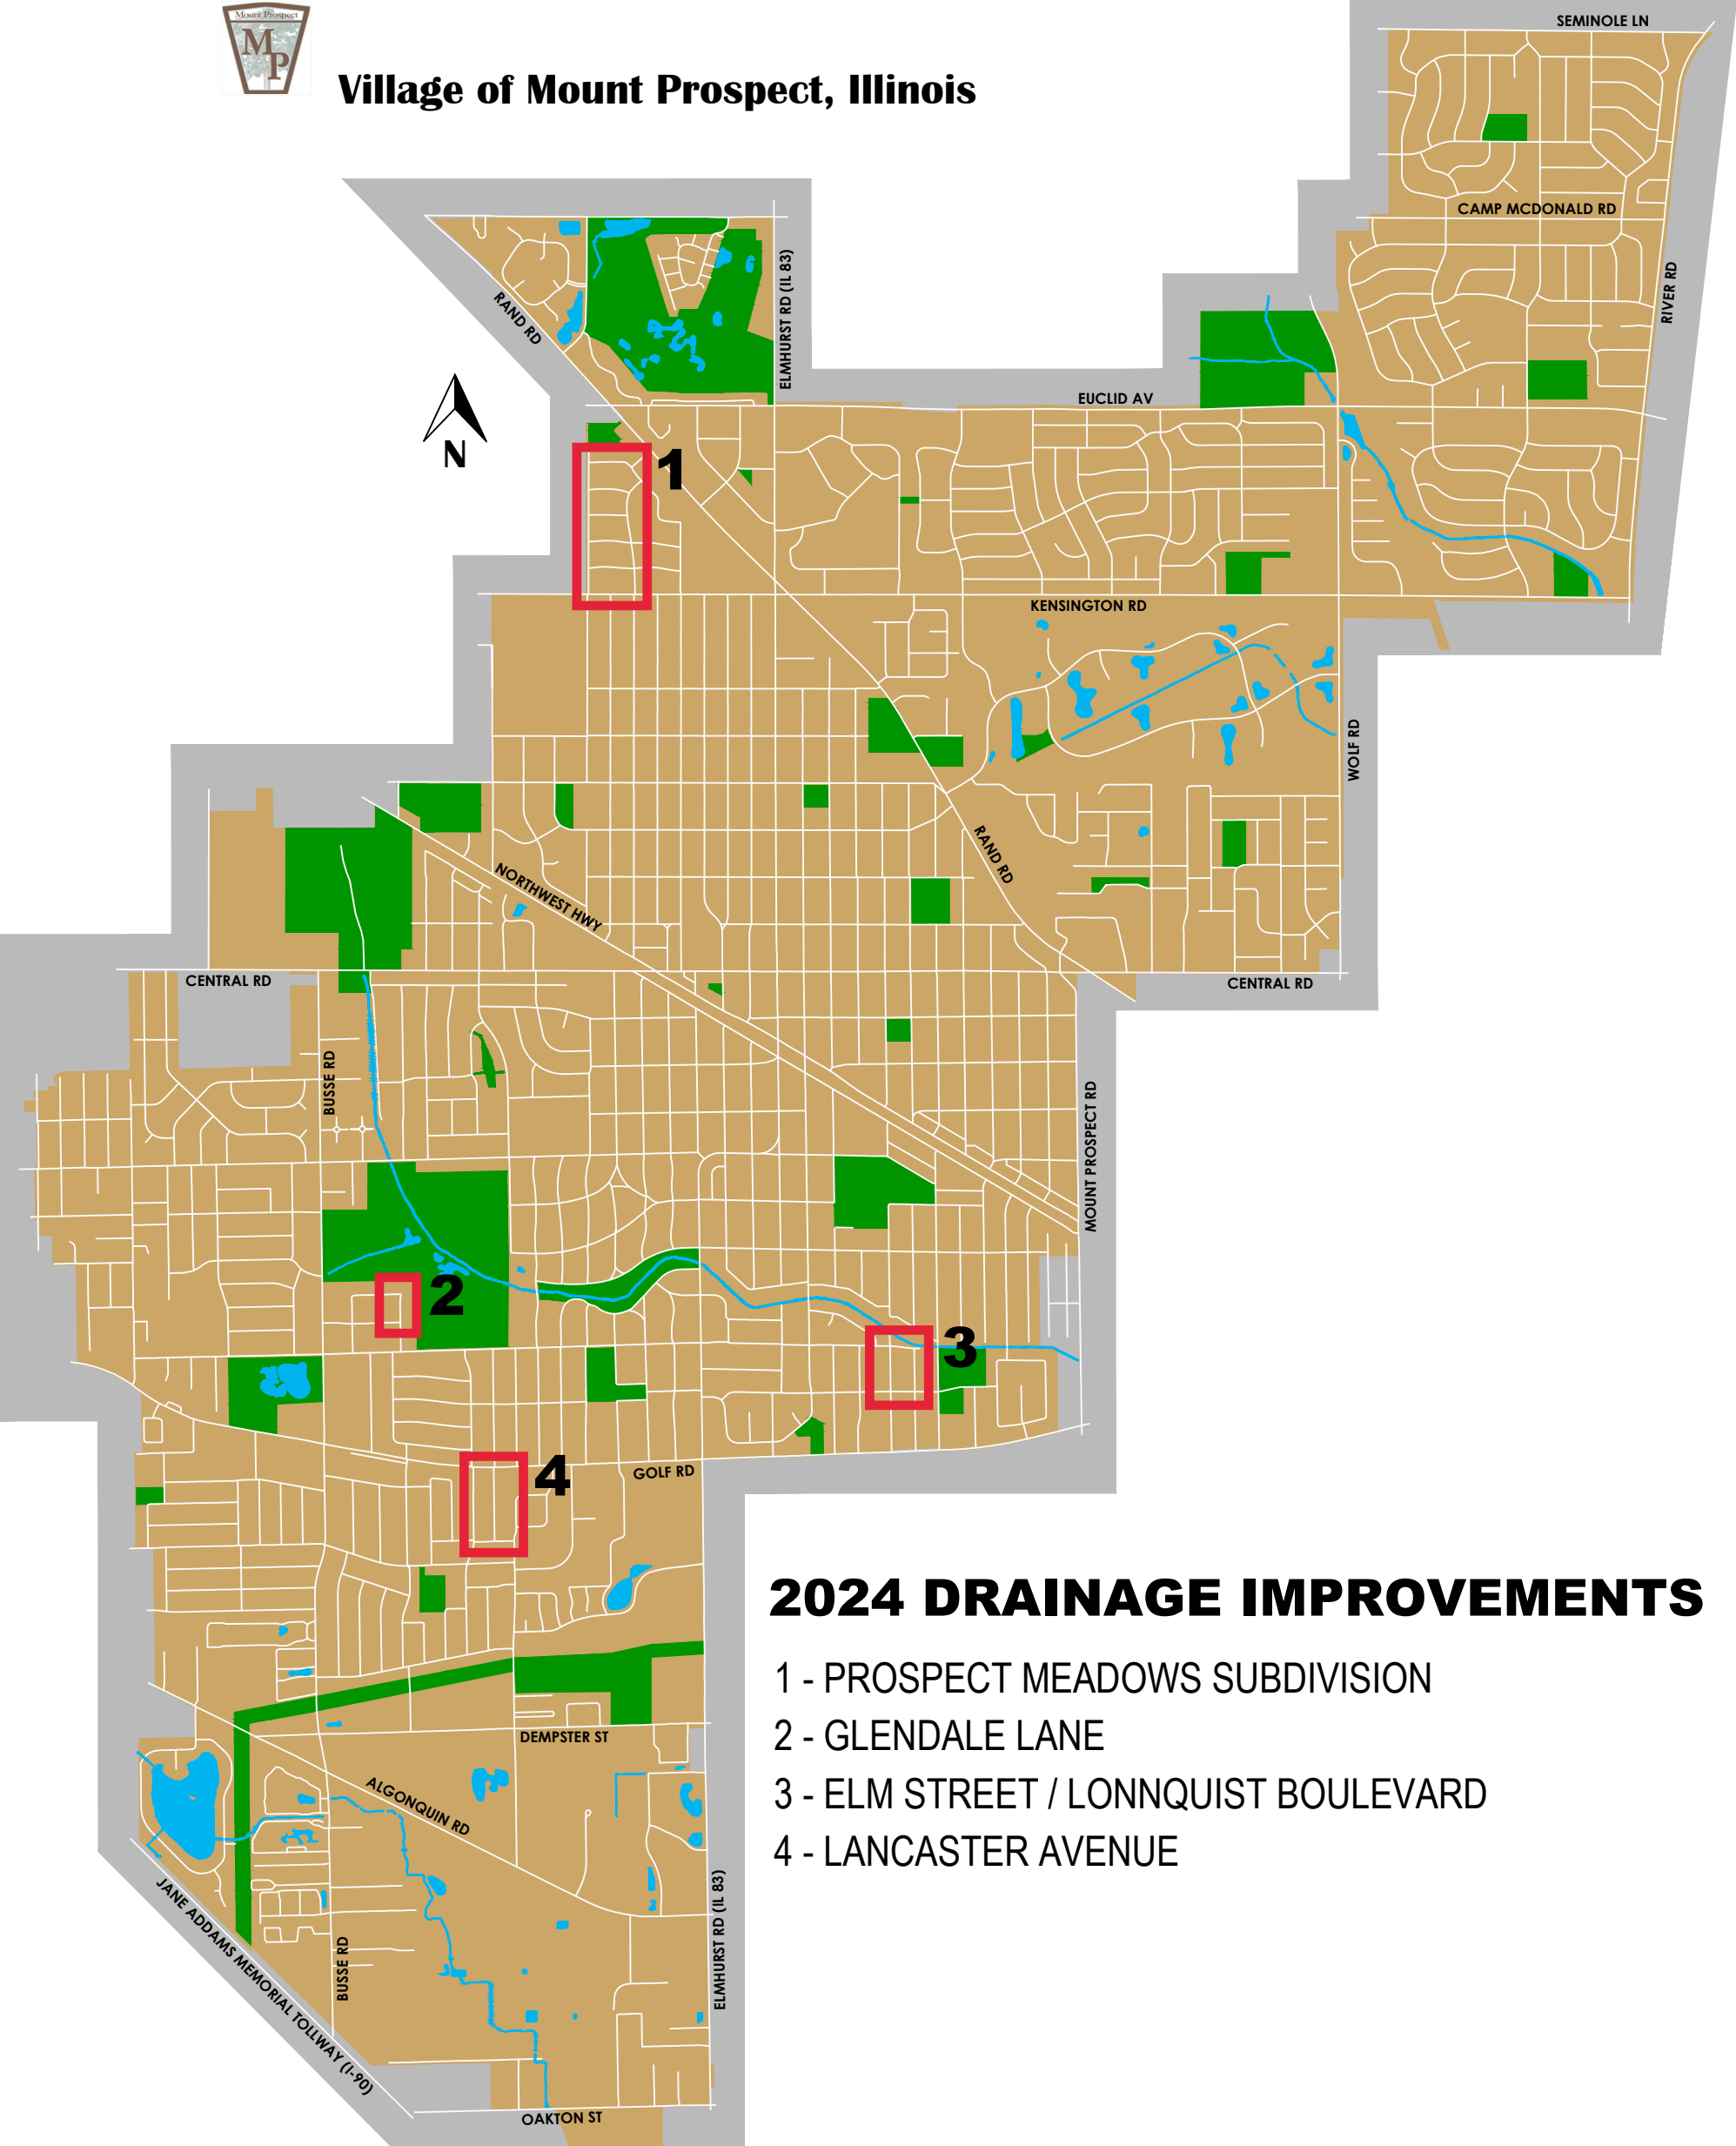 SEMINOLE LN
Mount Prospect
M
P
Village of Mount Prospect, Illinois
CAMP MCDONALD RD
RIVER RD
RAND RD
ELMHURST RD (IL 83)
EUCLID AV
N
1
KENSINGTON RD
WOLF RD
RAND RD
NORTHWEST HWY
CENTRAL RD
CENTRAL RD
BUSSE RD
MOUNT PROSPECT RD
2
3
4
GOLF RD
2024 DRAINAGE IMPROVEMENTS
1 - PROSPECT MEADOWS SUBDIVISION
2 - GLENDALE LANE
3 - ELM STREET / LONNQUIST BOULEVARD
4 - LANCASTER AVENUE
DEMPSTER ST
ALGONQUIN RD
JANE ADDAMS MEMORIAL TOLLWAY (I-90)
BUSSE RD
ELMHURST RD (IL 83)
OAKTON ST